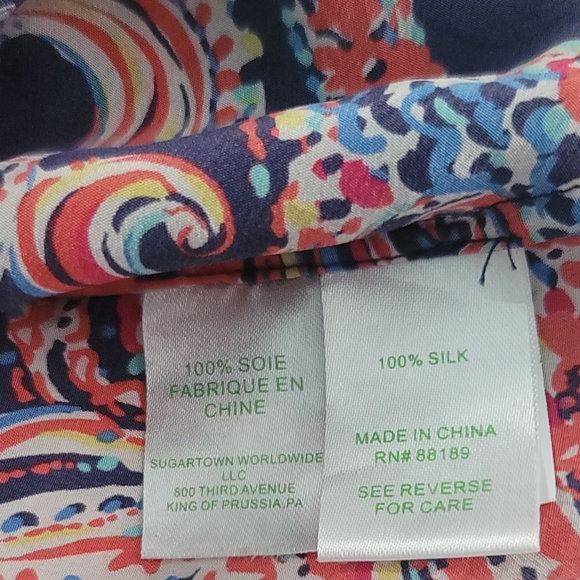 100% SOIE
FABRIQUE EN
CHINE
SUGARTOWN WORLDWIDE
LLC
800 THIRD AVENUE
KING OF PRUSSIA,PA
100% SILK
MADE IN CHINA
RN# 88189
SEE REVERSE
FOR CARE